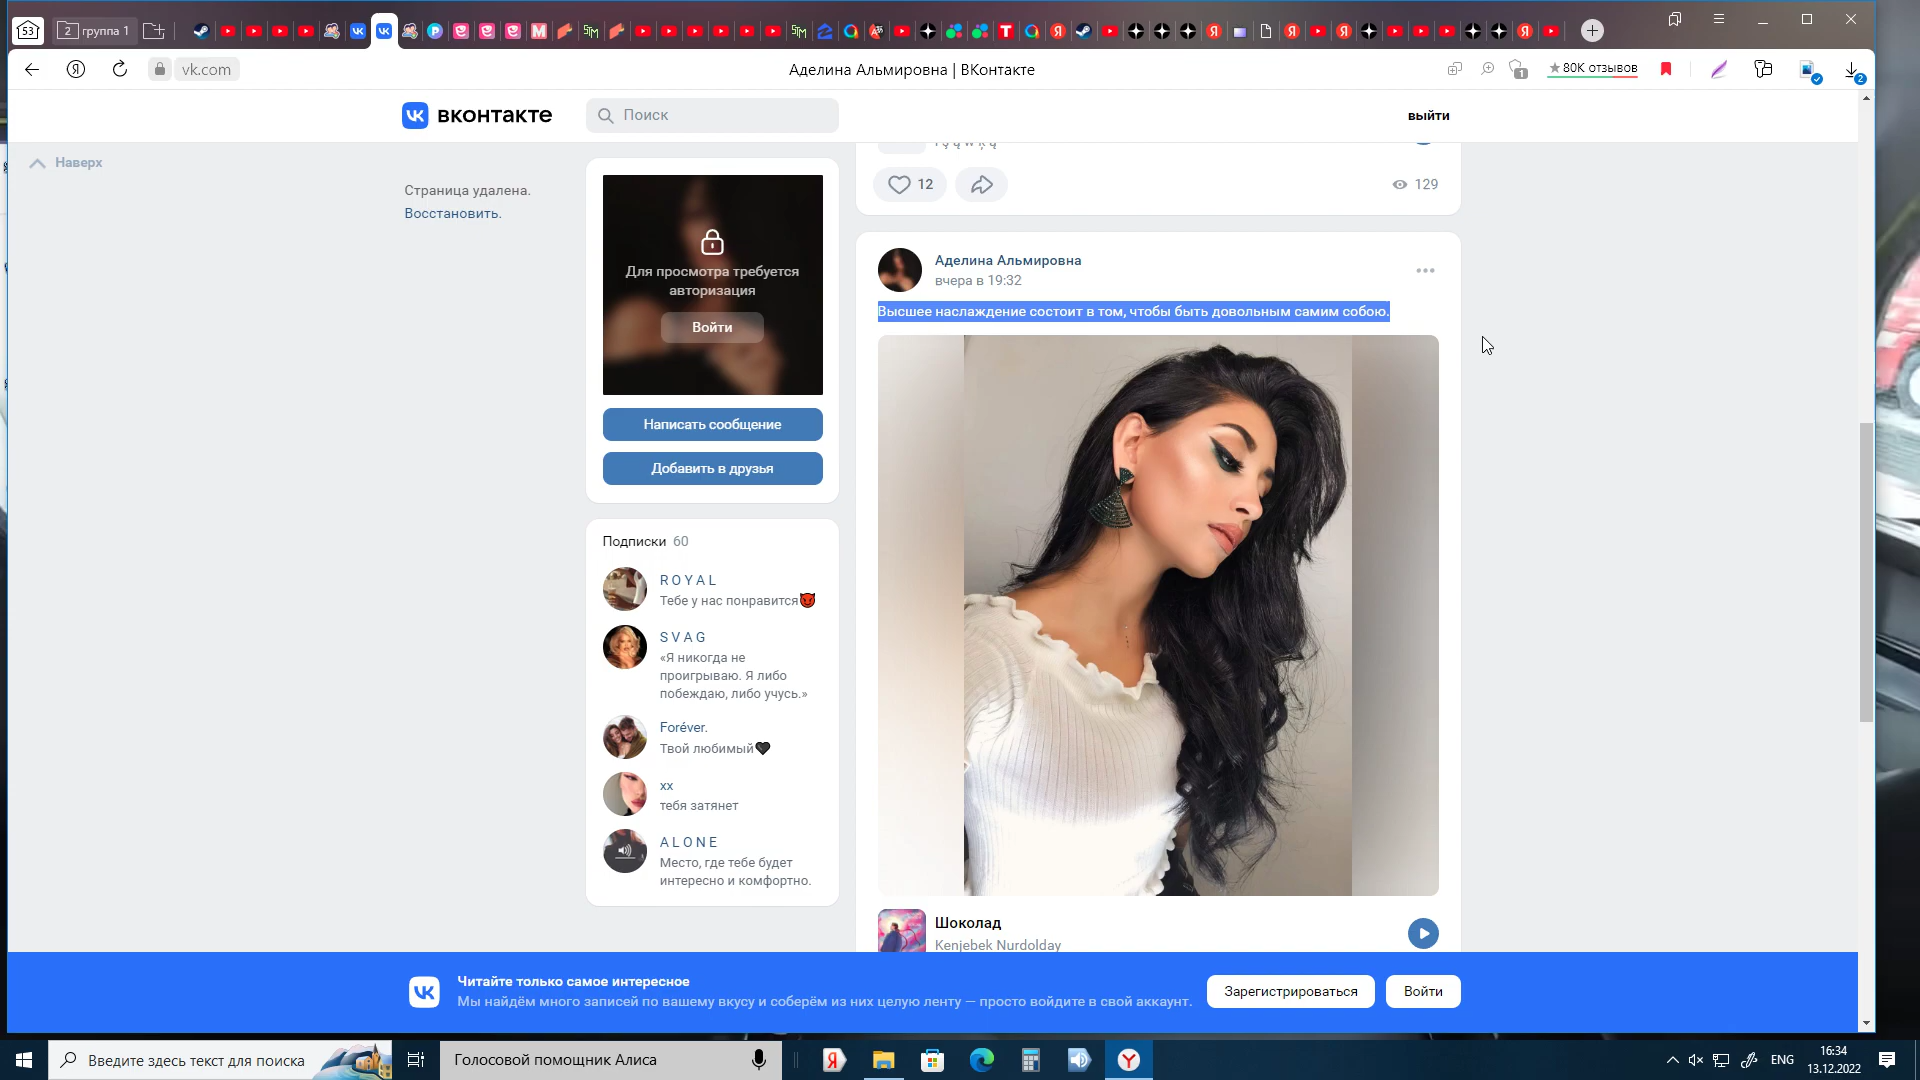 53
2 группа 1
vk.com
Аделина Альмировна | ВКонтакте
1
★ 80К отзывов
2
вконтакте
Поиск
выйти
Наверх
Страница удалена.
Восстановить.
Для просмотра требуется
авторизация
Войти
Написать сообщение
Добавить в друзья
Подписки 60
R O Y A L
Тебе у нас понравится😈
S V A G
«Я никогда не
проигрываю. Я либо
побеждаю, либо учусь.»
Forévеr.
Твой любимый🖤
xx
тебя затянет
A L O N E
Место, где тебе будет
интересно и комфортно.
12
129
Аделина Альмировна
вчера в 19:32
Высшее наслаждение состоит в том, чтобы быть довольным самим собою.
Шоколад
Kenjebek Nurdolday
Читайте только самое интересное
Мы найдём много записей по вашему вкусу и соберём из них целую ленту — просто войдите в свой аккаунт.
Зарегистрироваться
Войти
Введите здесь текст для поиска
Голосовой помощник Алиса
ENG
16:34
13.12.2022